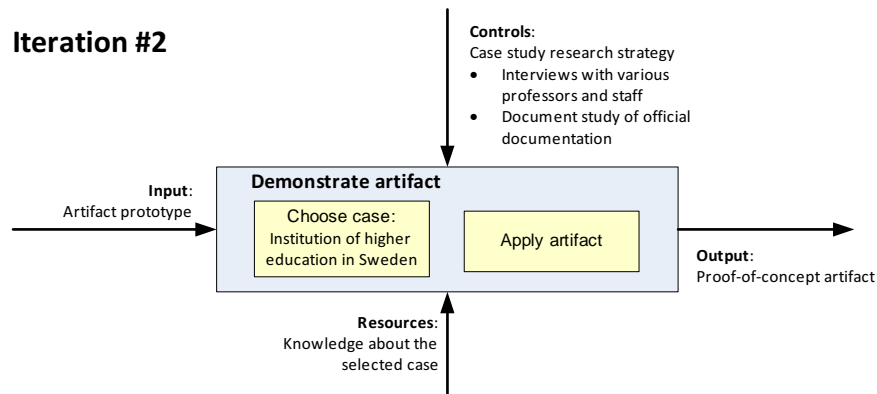 Iteration #2
Controls:
Case study research strategy
• Interviews with various
professors and staff
• Document study of official
documentation
Demonstrate artifact
Input:
Artifact prototype
Choose case:
Institution of higher
education in Sweden
Apply artifact
Output:
Proof-of-concept artifact
Resources:
Knowledge about the
selected case